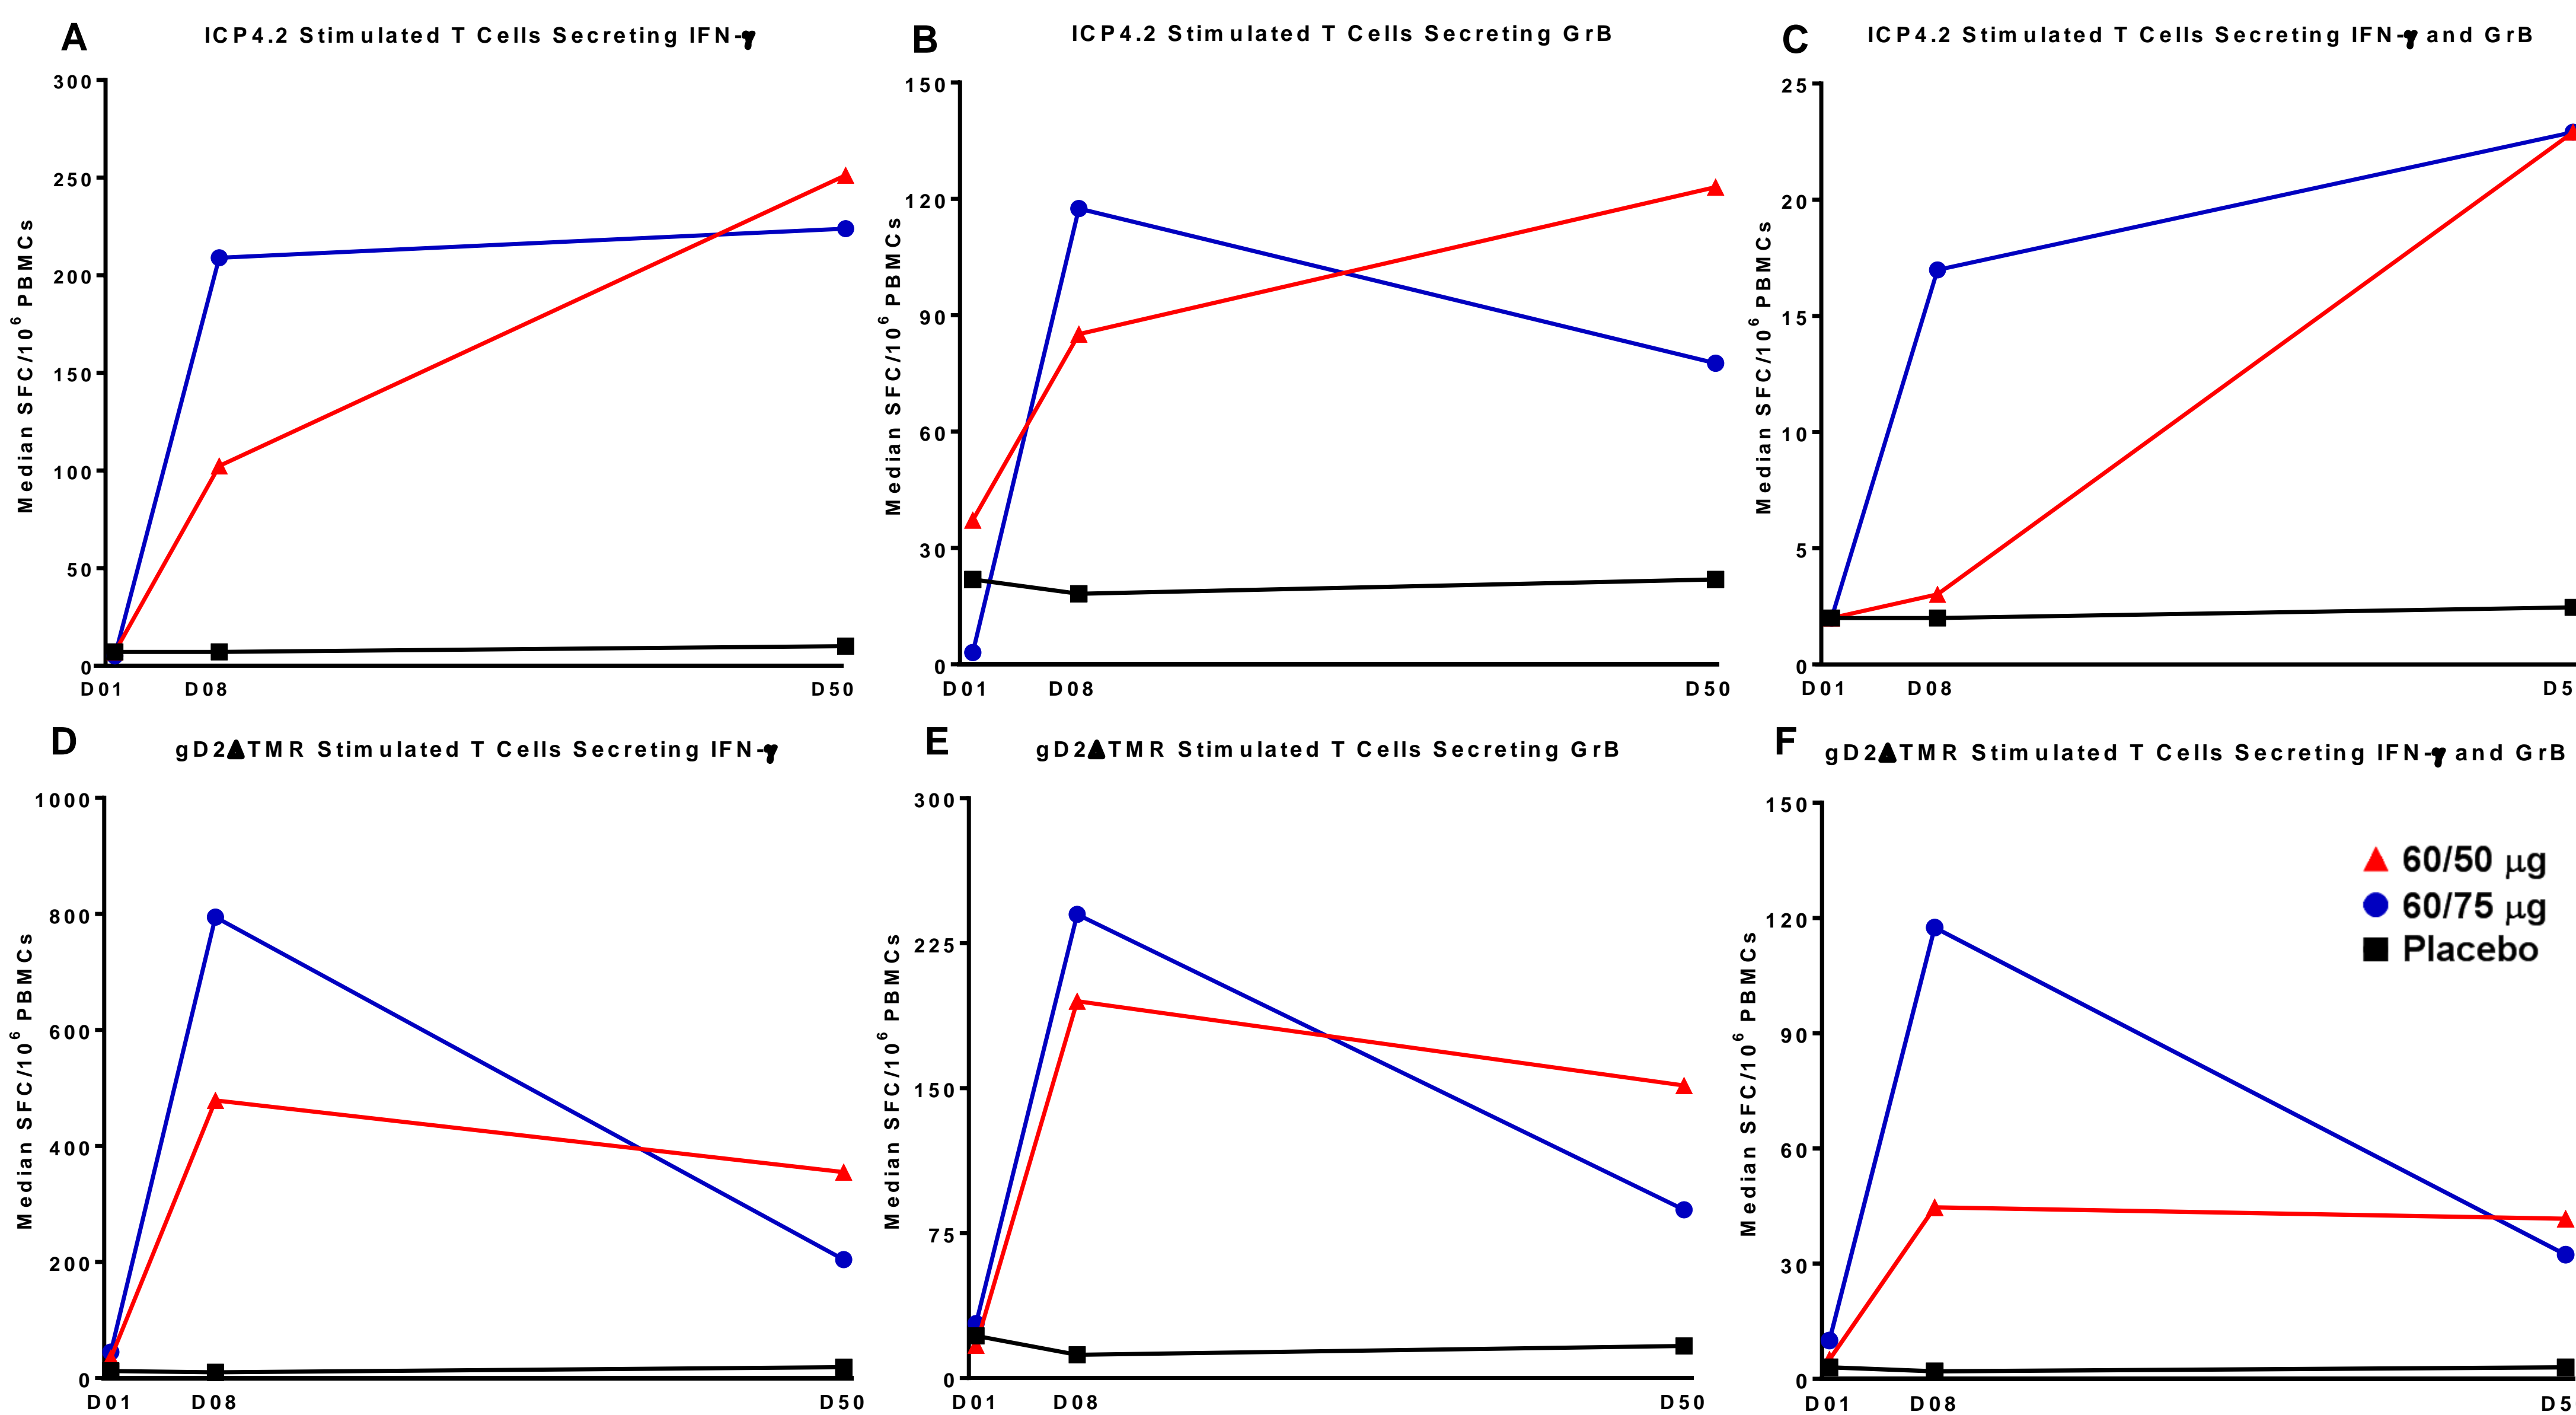 A ICP4.2 Stimulated T Cells Secreting IFN-γ
300
250
200
150
100
50
0
Median SFC/10⁶ PBMCs
D01 D08 D50
B ICP4.2 Stimulated T Cells Secreting GrB
150
120
90
60
30
0
Median SFC/10⁶ PBMCs
D01 D08 D50
C ICP4.2 Stimulated T Cells Secreting IFN-γ and GrB
25
20
15
10
5
0
Median SFC/10⁶ PBMCs
D01 D08 D5
D gD2ΔTMR Stimulated T Cells Secreting IFN-γ
1000
800
600
400
200
0
Median SFC/10⁶ PBMCs
D01 D08 D50
E gD2ΔTMR Stimulated T Cells Secreting GrB
300
225
150
75
0
Median SFC/10⁶ PBMCs
D01 D08 D50
F gD2ΔTMR Stimulated T Cells Secreting IFN-γ and GrB
150
120
90
60
30
0
Median SFC/10⁶ PBMCs
D01 D08 D5
60/50 μg
60/75 μg
Placebo